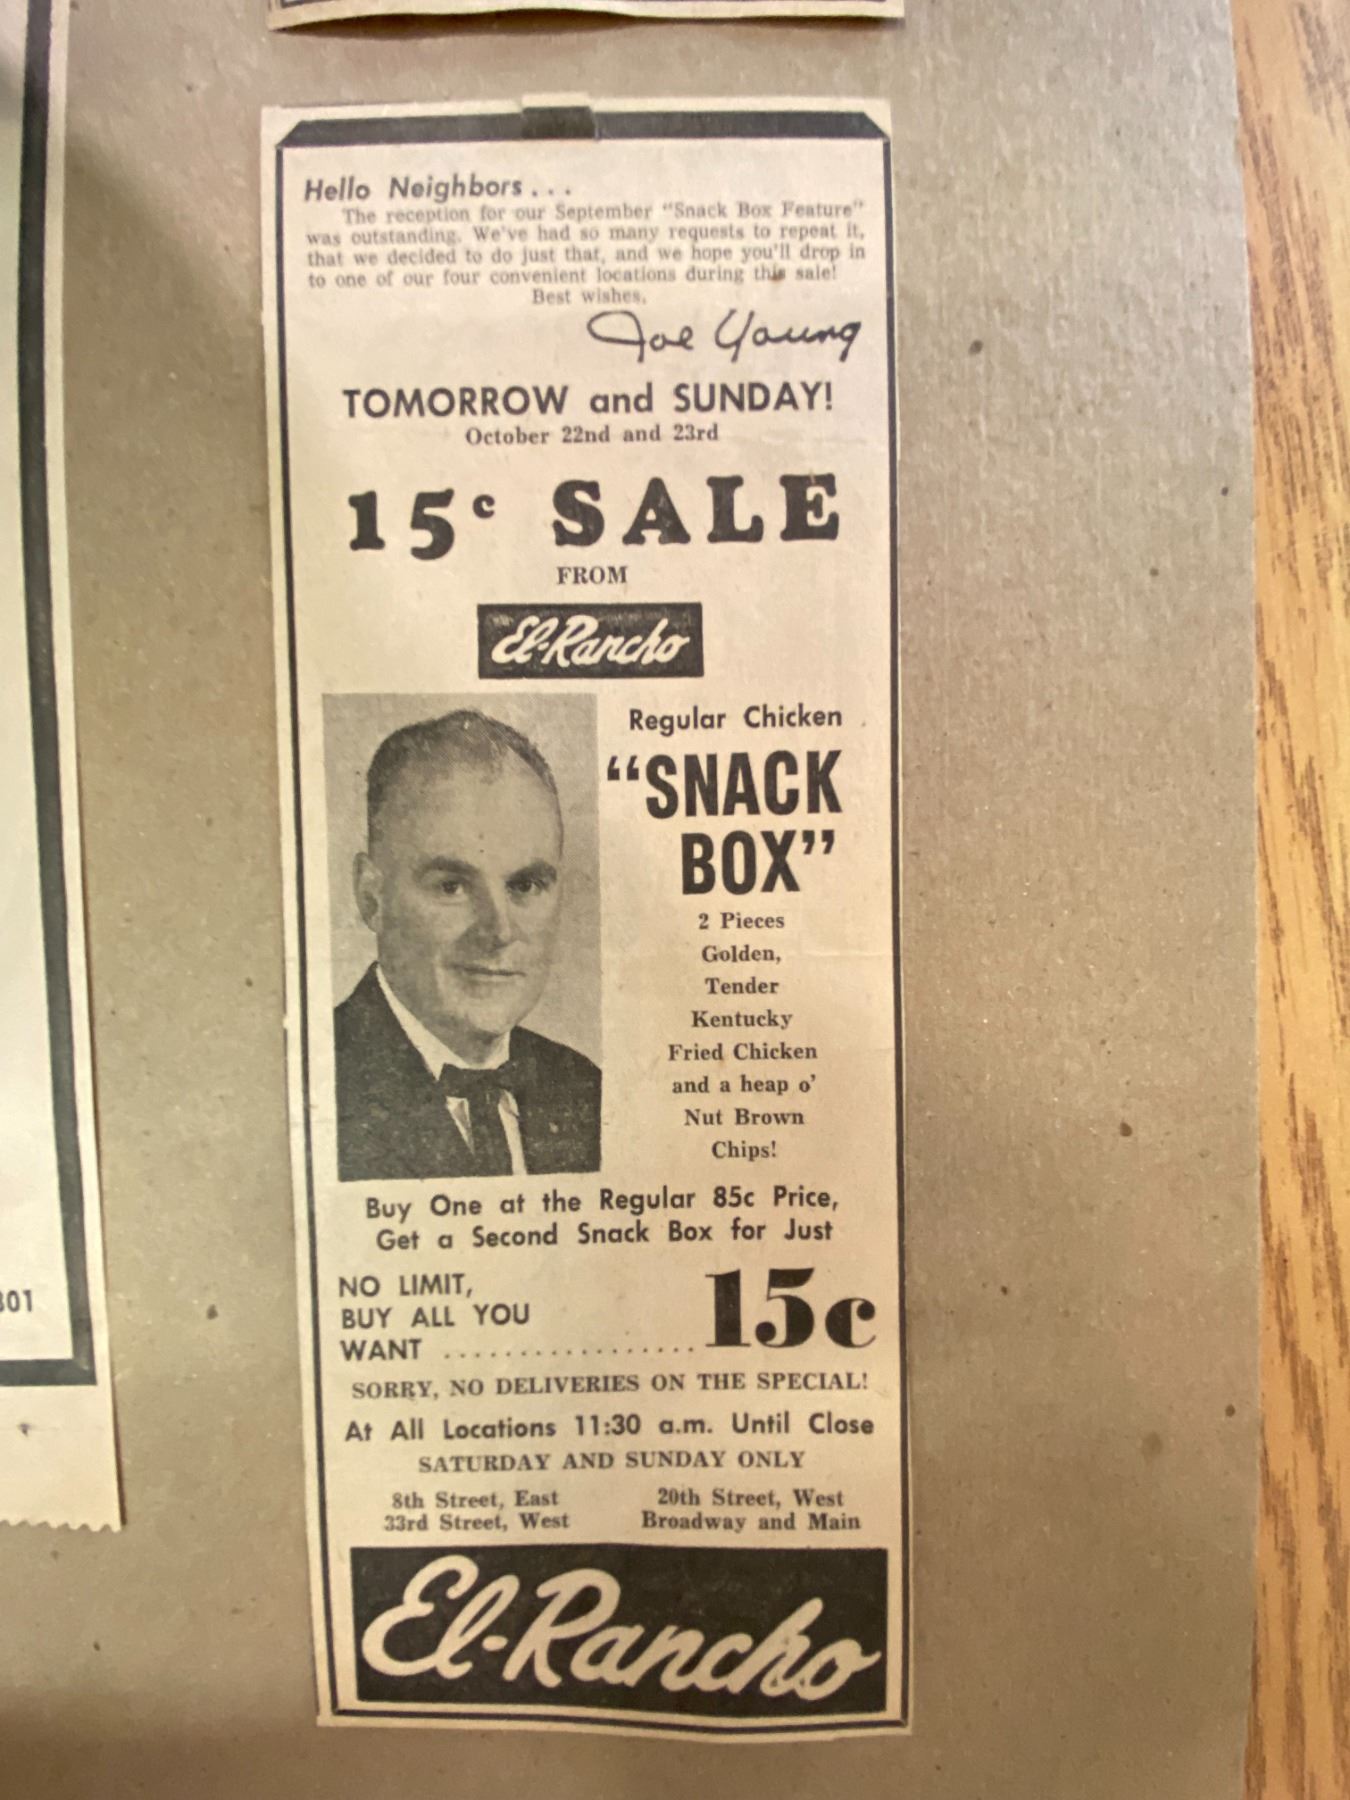 Hello Neighbors . . .
The reception for our September "Snack Box Feature"
was outstanding. We've had so many requests to repeat it,
that we decided to do just that, and we hope you'll drop in
to one of our four convenient locations during this sale!
Best wishes,
Joe Young
TOMORROW and SUNDAY!
October 22nd and 23rd
15c SALE
FROM
El-Rancho
Regular Chicken
"SNACK
BOX"
2 Pieces
Golden,
Tender
Kentucky
Fried Chicken
and a heap o'
Nut Brown
Chips!
Buy One at the Regular 85c Price,
Get a Second Snack Box for Just
NO LIMIT,
BUY ALL YOU
WANT .................. 15c
SORRY, NO DELIVERIES ON THE SPECIAL!
At All Locations 11:30 a.m. Until Close
SATURDAY AND SUNDAY ONLY
8th Street, East 20th Street, West
33rd Street, West Broadway and Main
El-Rancho
301